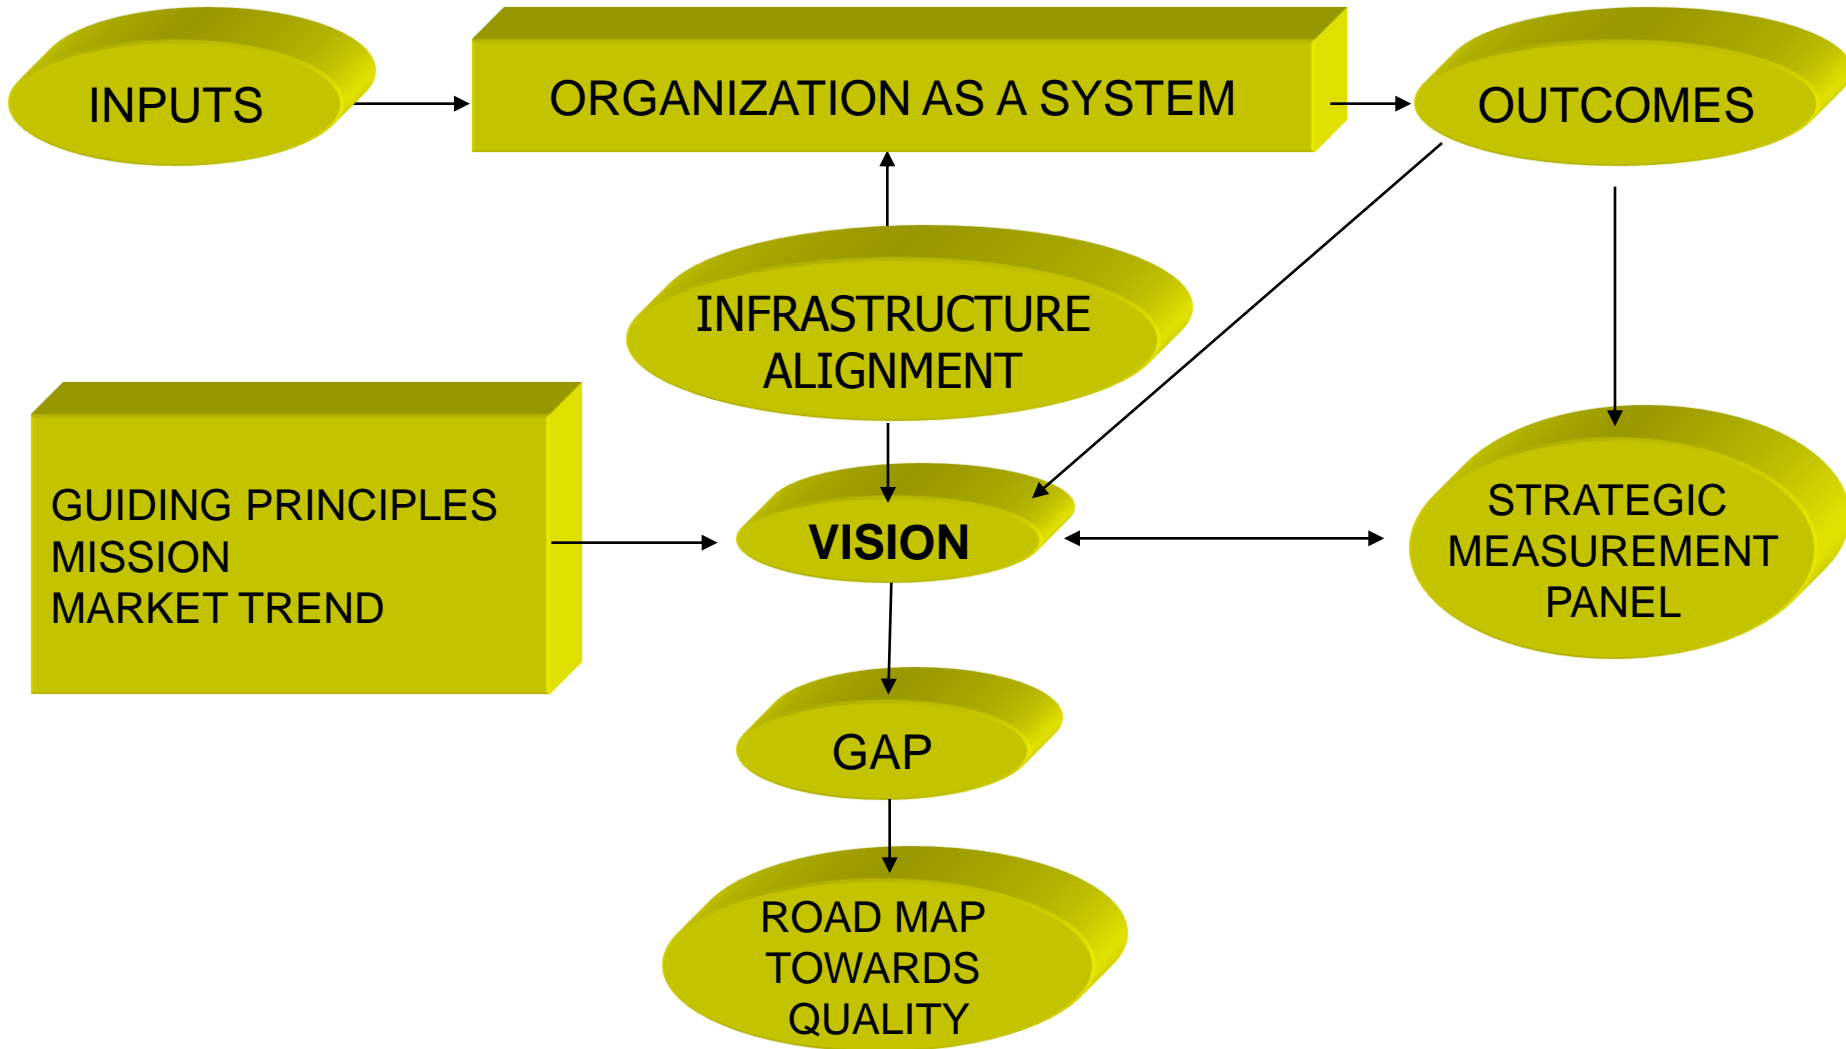 INPUTS
ORGANIZATION AS A SYSTEM
OUTCOMES
INFRASTRUCTURE
ALIGNMENT
GUIDING PRINCIPLES
MISSION
MARKET TREND
VISION
STRATEGIC
MEASUREMENT
PANEL
GAP
ROAD MAP
TOWARDS
QUALITY